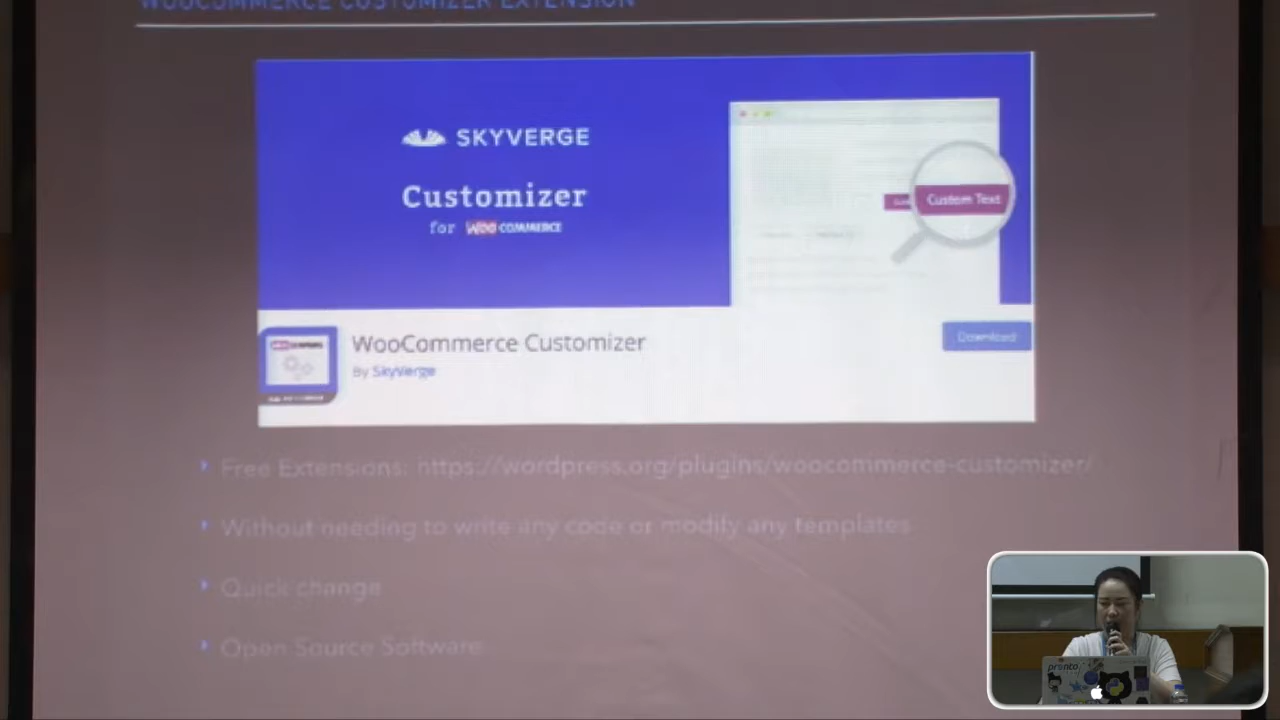 WOOCOMMERCE CUSTOMIZER EXTENSION
SKYVERGE
Customizer
for WOO COMMERCE
Custom Text
WooCommerce Customizer
By SkyVerge
Download
Free Extensions: https://wordpress.org/plugins/woocommerce-customizer/
Without needing to write any code or modify any templates
Quick change
Open Source Software
pronto